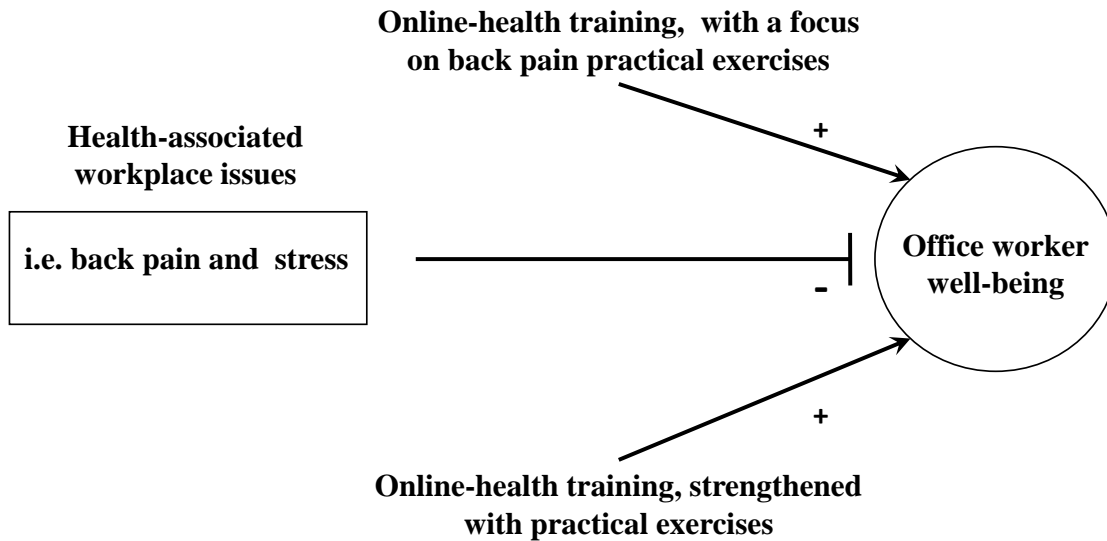 Online-health training,  with a focus
on back pain practical exercises
+
Health-associated
workplace issues
i.e. back pain and  stress
-
Office worker
well-being
+
Online-health training, strengthened
with practical exercises